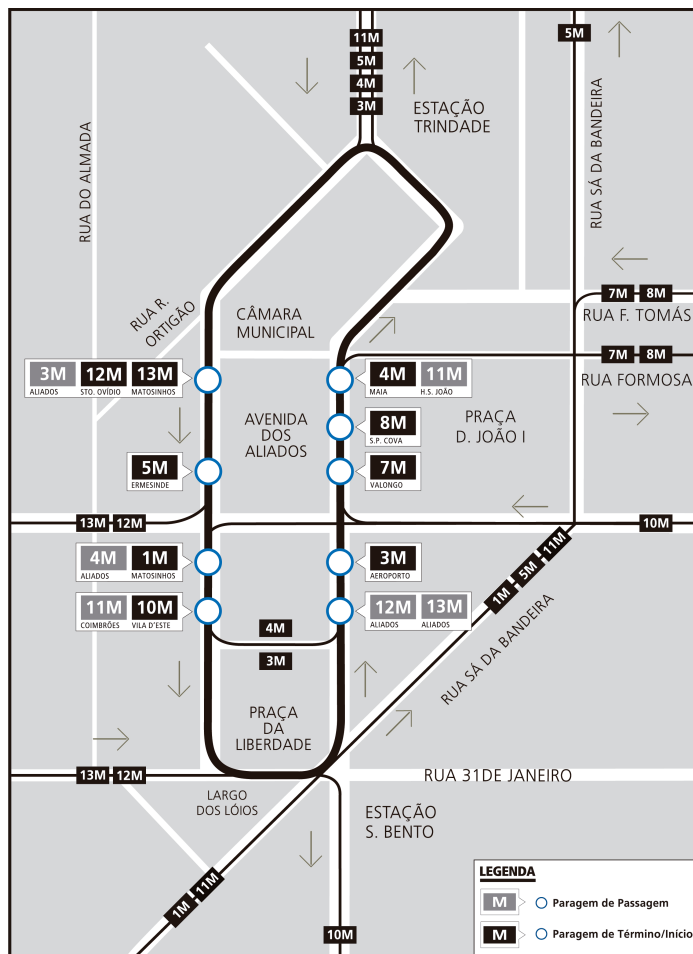 11M
5M
4M
3M
ESTAÇÃO
TRINDADE
5M
RUA SÁ DA BANDEIRA
RUA DO ALMADA
7M 8M
RUA F. TOMÁS
RUA R.
ORTIGÃO
CÂMARA
MUNICIPAL
7M 8M
RUA FORMOSA
3M 12M 13M
ALIADOS STO. OVÍDIO MATOSINHOS
4M 11M
MAIA H.S. JOÃO
AVENIDA
DOS
ALIADOS
8M
S.P. COVA
PRAÇA
D. JOÃO I
5M
ERMESINDE
7M
VALONGO
13M 12M
10M
4M 1M
ALIADOS MATOSINHOS
3M
AEROPORTO
1M 5M 11M
11M 10M
COIMBRÕES VILA D'ESTE
12M 13M
ALIADOS ALIADOS
4M
3M
RUA SÁ DA BANDEIRA
PRAÇA
DA
LIBERDADE
13M 12M
RUA 31DE JANEIRO
LARGO
DOS LÓIOS
ESTAÇÃO
S. BENTO
1M 11M
10M
LEGENDA
M Paragem de Passagem
M Paragem de Término/Início